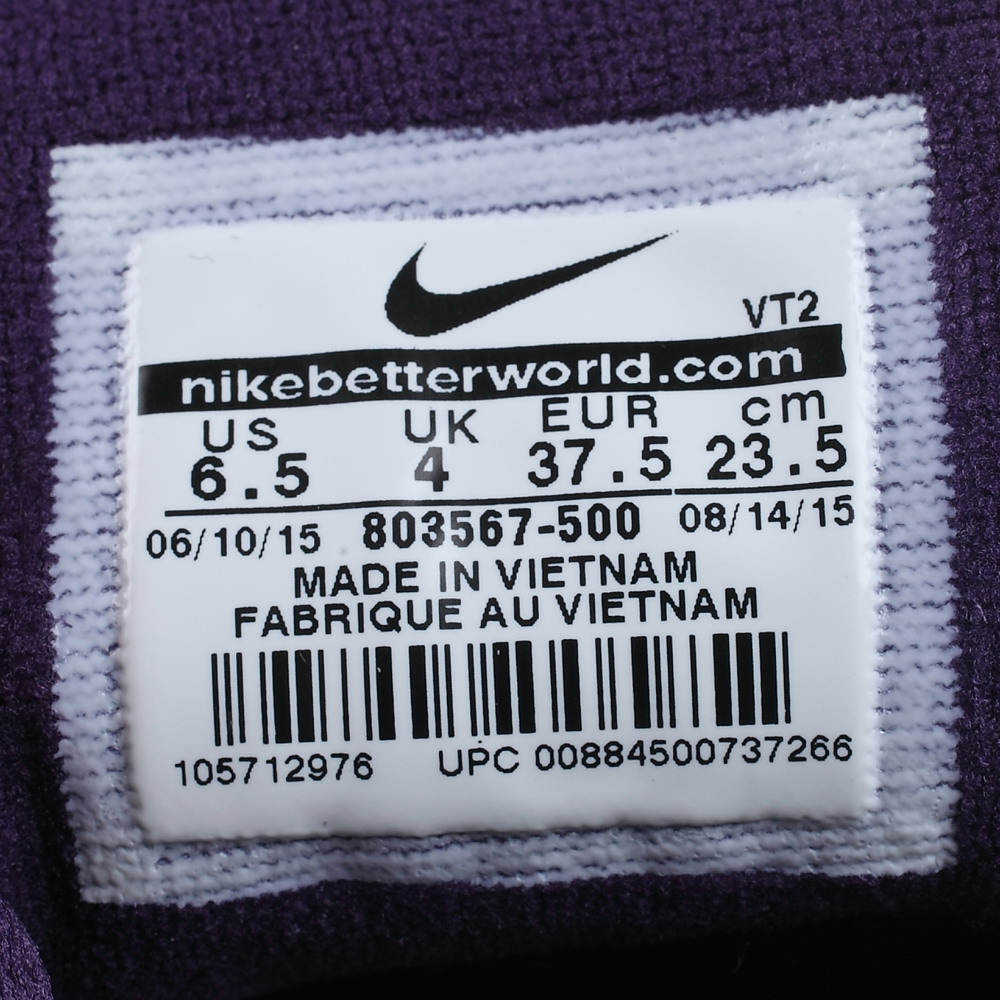 VT2
nikebetterworld.com
US UK EUR cm
6.5 4 37.5 23.5
06/10/15 803567-500 08/14/15
MADE IN VIETNAM
FABRIQUE AU VIETNAM
105712976 UPC 00884500737266